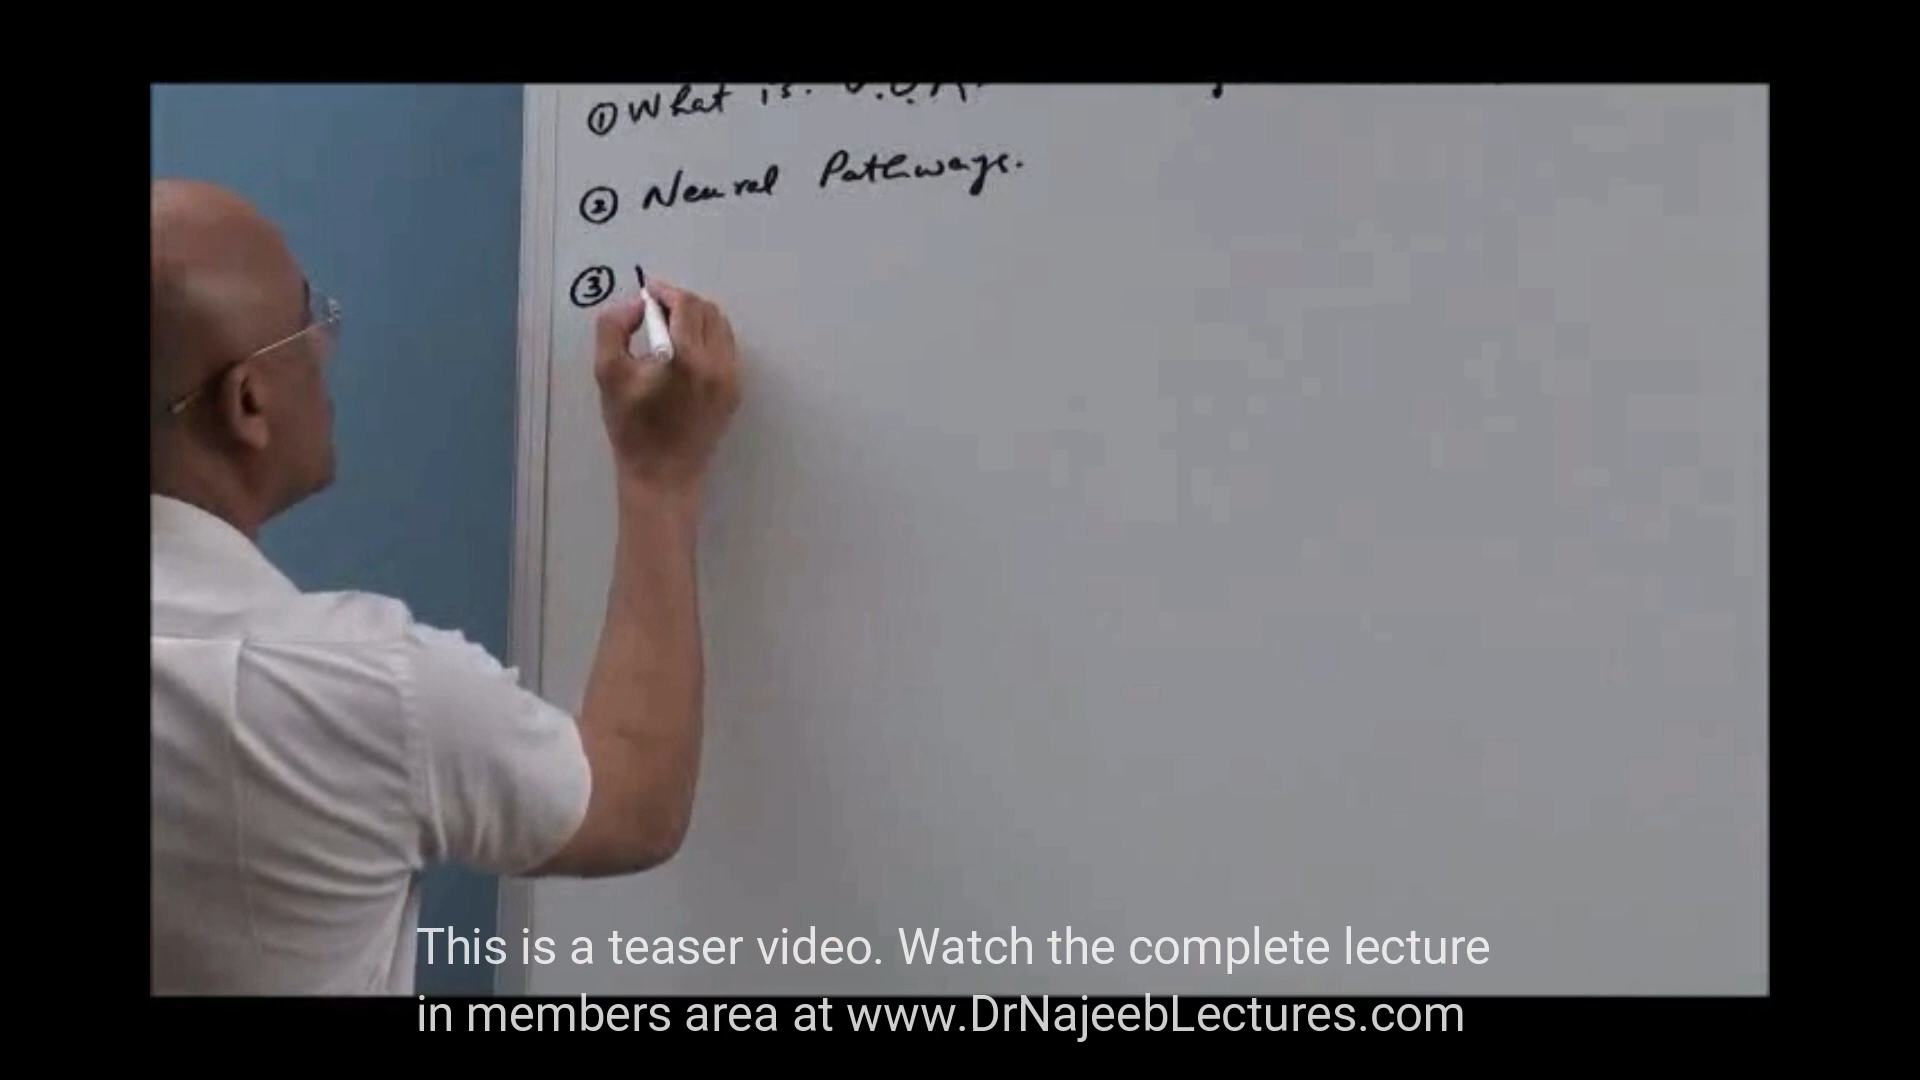 ① What is V.O.R.
② Neural Pathways.
③
This is a teaser video. Watch the complete lecture
in members area at www.DrNajeebLectures.com